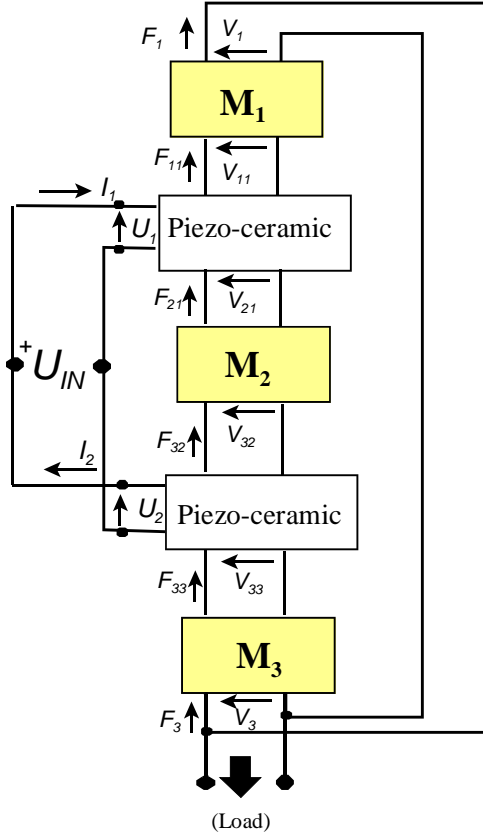 F1 V1
M1
F11 V11
I1
U1 Piezo-ceramic
F21 V21
+UIN M2
F32 V32
I2
U2 Piezo-ceramic
F33 V33
M3
F3 V3
(Load)